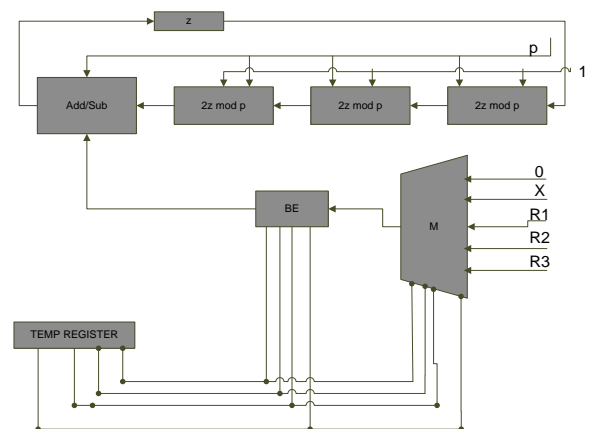 z
p
1
Add/Sub
2z mod p
2z mod p
2z mod p
0
X
BE
M
R1
R2
R3
TEMP REGISTER